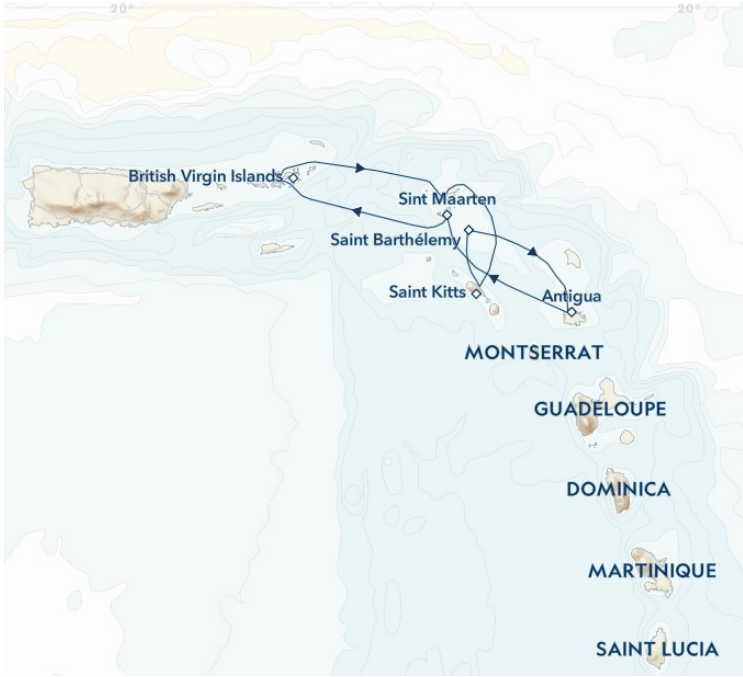 20°
20°
British Virgin Islands
Sint Maarten
Saint Barthélemy
Saint Kitts
Antigua
MONTSERRAT
GUADELOUPE
DOMINICA
MARTINIQUE
SAINT LUCIA